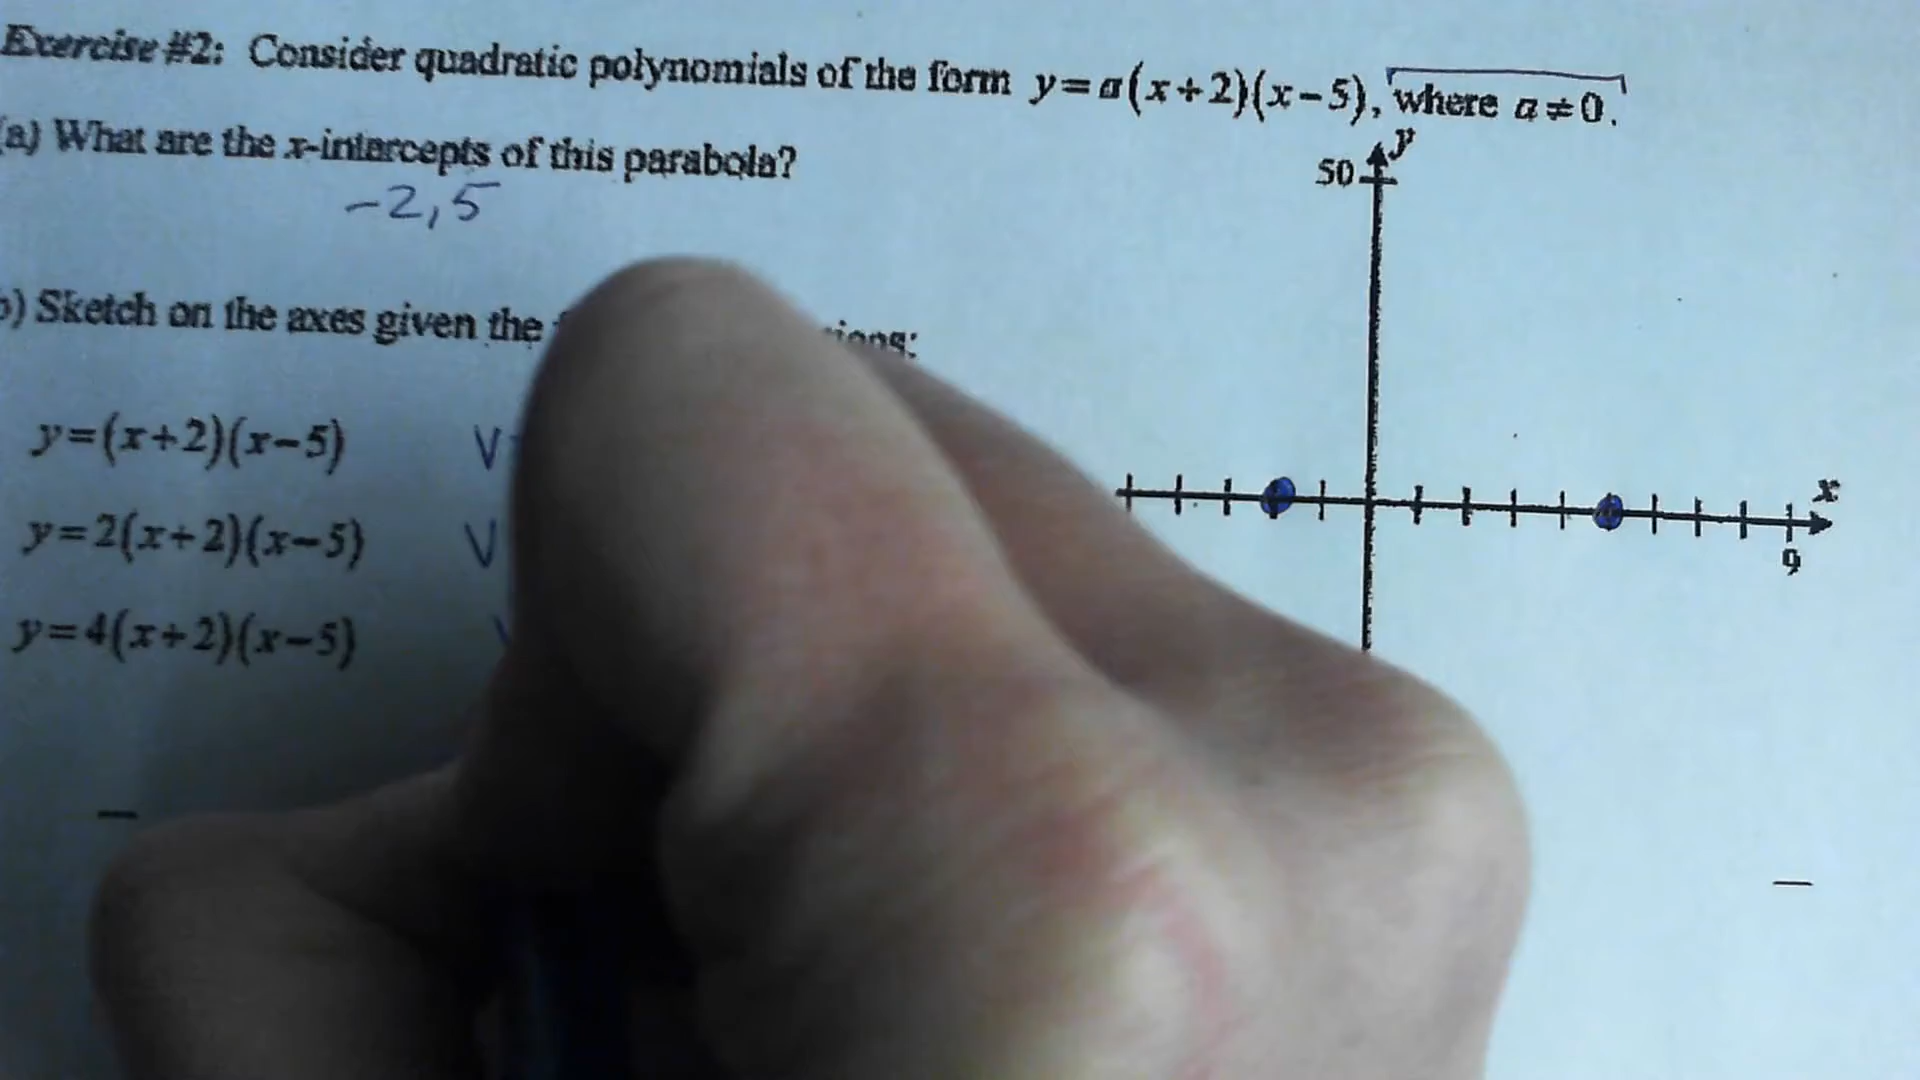 Exercise #2: Consider quadratic polynomials of the form y=a(x+2)(x-5), where a≠0.
(a) What are the x-intercepts of this parabola?
-2,5
y
50
b) Sketch on the axes given the
y=(x+2)(x-5) V
x
9
y=2(x+2)(x-5) V
y=4(x+2)(x-5)